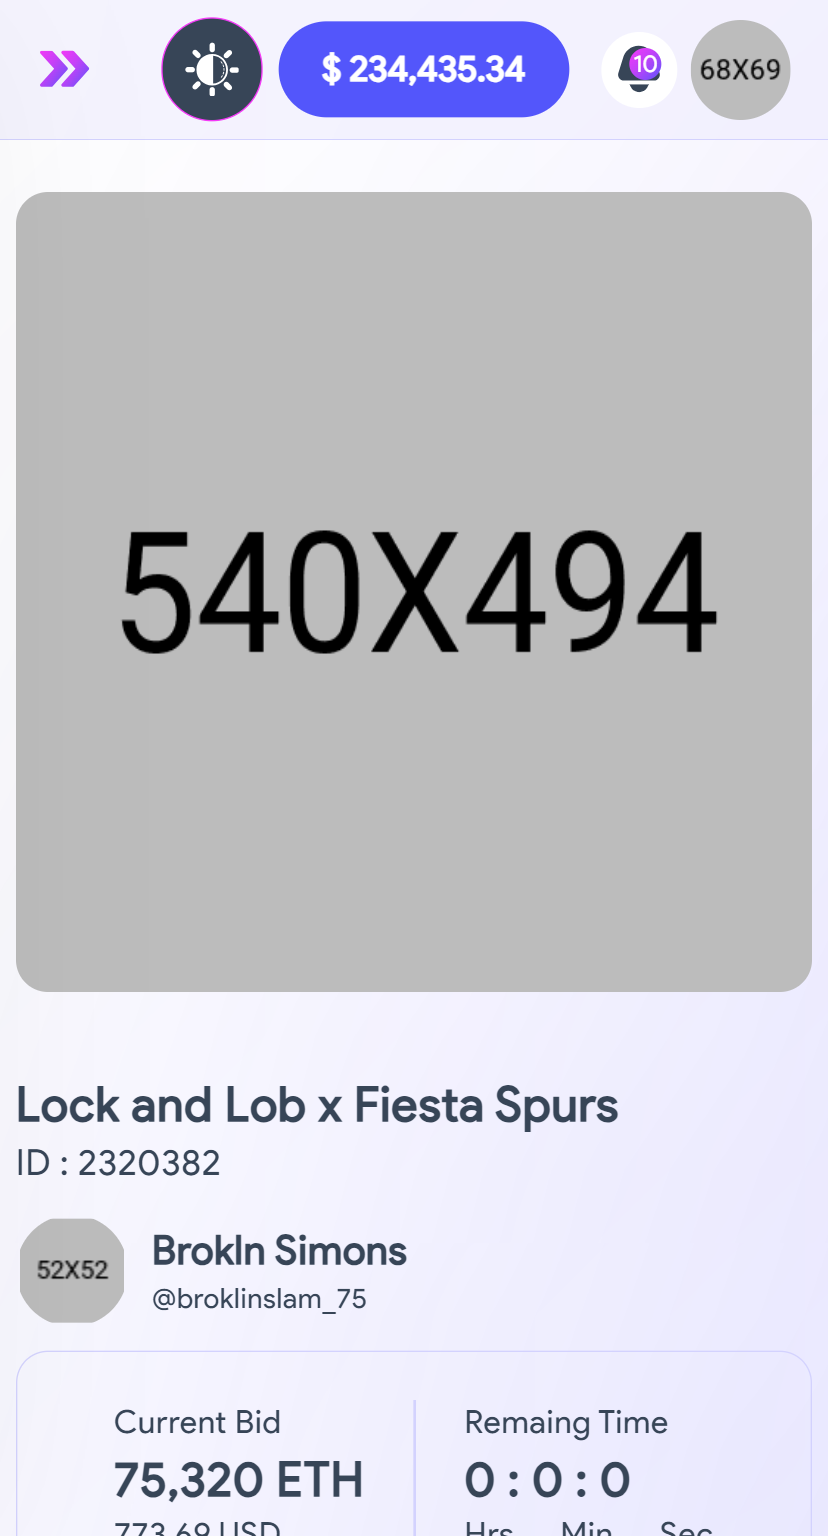 $ 234,435.34
10
68X69
540X494
Lock and Lob x Fiesta Spurs
ID : 2320382
52X52
Brokln Simons
@broklinslam_75
Current Bid
Remaing Time
75,320 ETH
0 : 0 : 0
773.69 USD
Hrs Min Sec